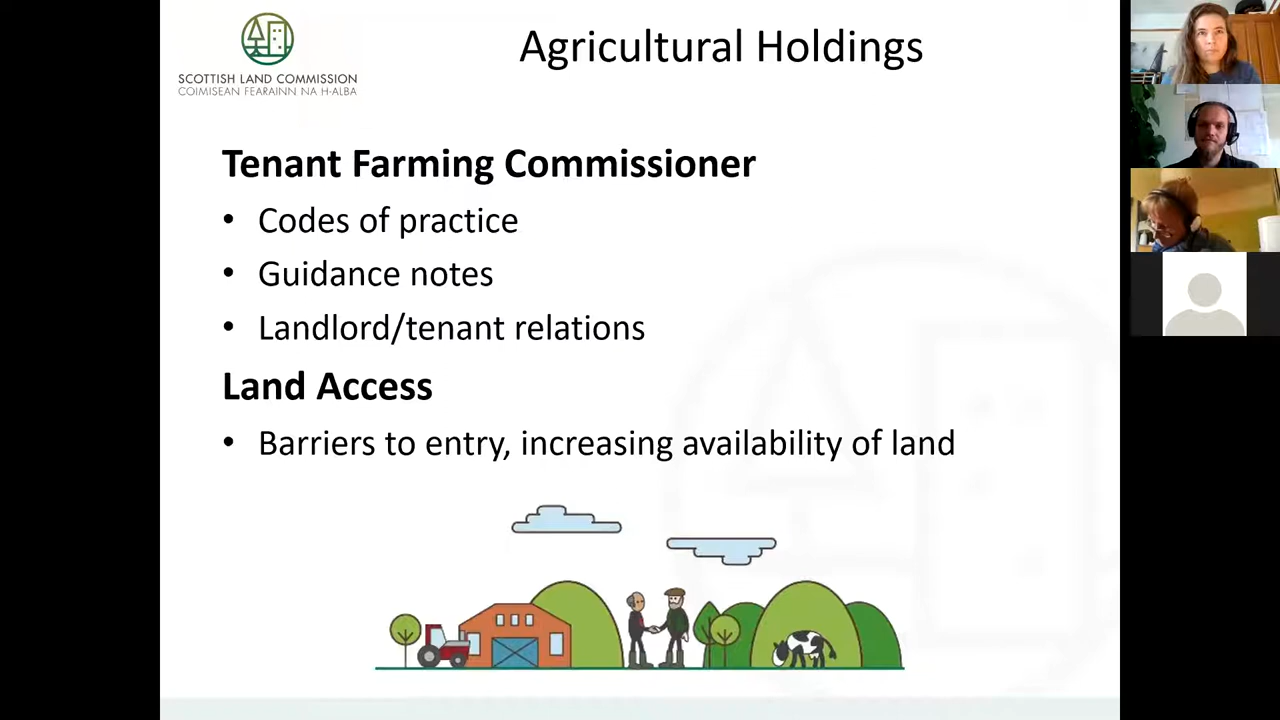 SCOTTISH LAND COMMISSION
COIMISEAN FEARAINN NA H-ALBA
Agricultural Holdings
Tenant Farming Commissioner
• Codes of practice
• Guidance notes
• Landlord/tenant relations
Land Access
• Barriers to entry, increasing availability of land